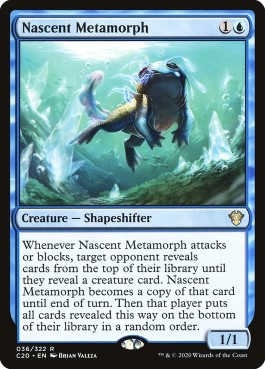 Nascent Metamorph 1
Creature — Shapeshifter
Whenever Nascent Metamorph attacks
or blocks, target opponent reveals
cards from the top of their library until
they reveal a creature card. Nascent
Metamorph becomes a copy of that card
until end of turn. Then that player puts
all cards revealed this way on the bottom
of their library in a random order.
1/1
036/322 R
C20 • EN BRIAN VALEZA
™ & © 2020 Wizards of the Coast